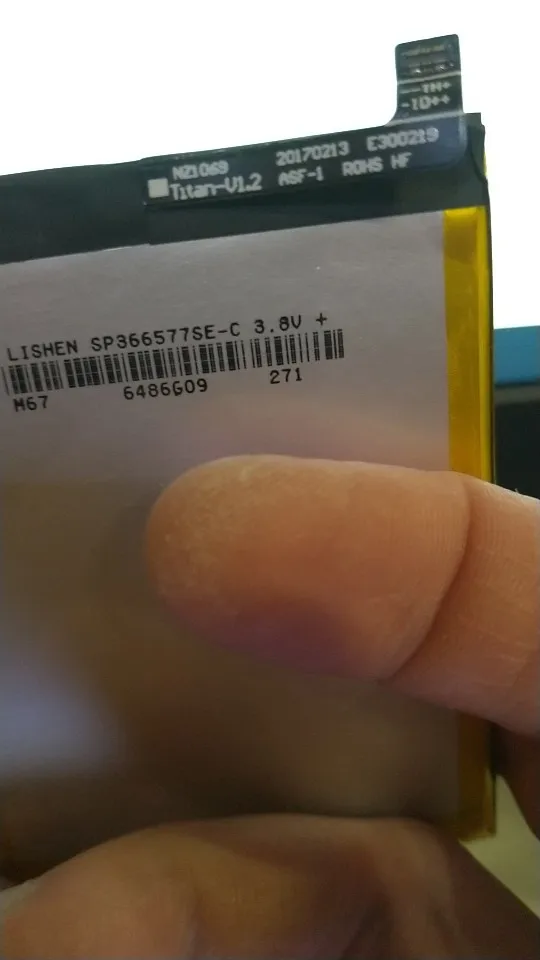 --TH+
-ID++
NZ1069 20170213 E300219
Titan-V1.2 ASF-1 ROHS HF
LISHEN SP366577SE-C 3.8V +
M67 6486G09 271